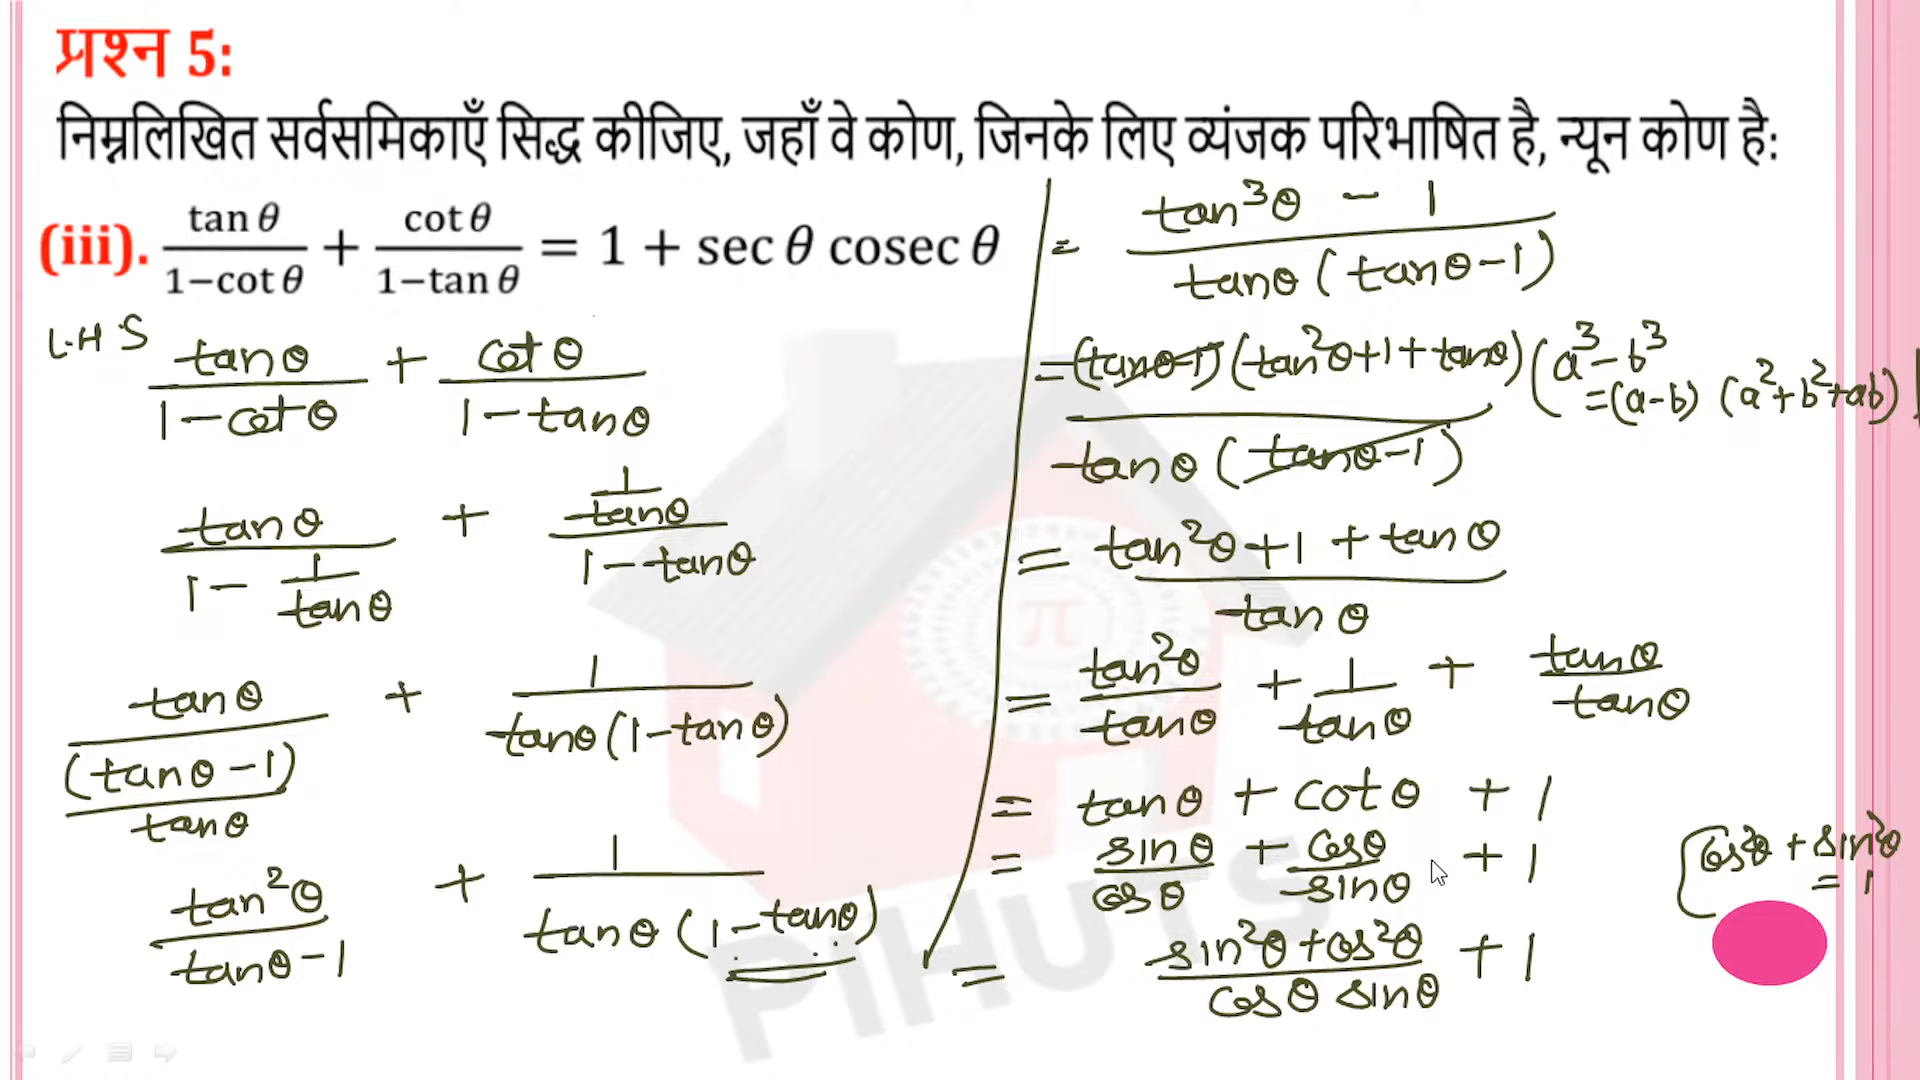 प्रश्न 5:
निम्नलिखित सर्वसमिकाएँ सिद्ध कीजिए, जहाँ वे कोण, जिनके लिए व्यंजक परिभाषित है, न्यून कोण है:
(iii). tan θ/(1−cot θ) + cot θ/(1−tan θ) = 1 + sec θ cosec θ
L.H.S tanθ/(1−cotθ) + cotθ/(1−tanθ)
tanθ/(1 − 1/tanθ) + (1/tanθ)/(1−tanθ)
tanθ/((tanθ−1)/tanθ) + 1/(tanθ(1−tanθ))
tan²θ/(tanθ−1) + 1/(tanθ(1−tanθ))
= (tan³θ − 1)/(tanθ(tanθ−1))
= (tanθ−1)(tan²θ+1+tanθ)/(tanθ(tanθ−1)) (a³−b³
=(a−b)(a²+b²+ab)
= (tan²θ+1+tanθ)/tanθ
= tan²θ/tanθ + 1/tanθ + tanθ/tanθ
= tanθ + cotθ + 1
= sinθ/cosθ + cosθ/sinθ + 1
cos²θ + sin²θ
= 1
= (sin²θ+cos²θ)/(cosθ sinθ) + 1
π
PIHUTS